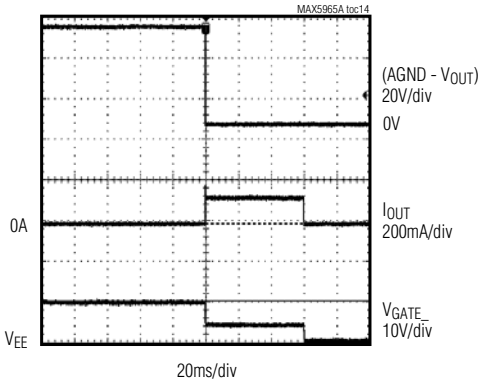 MAX5965A toc14
(AGND - VOUT)
20V/div
0V
0A
IOUT
200mA/div
VGATE_
10V/div
VEE
20ms/div